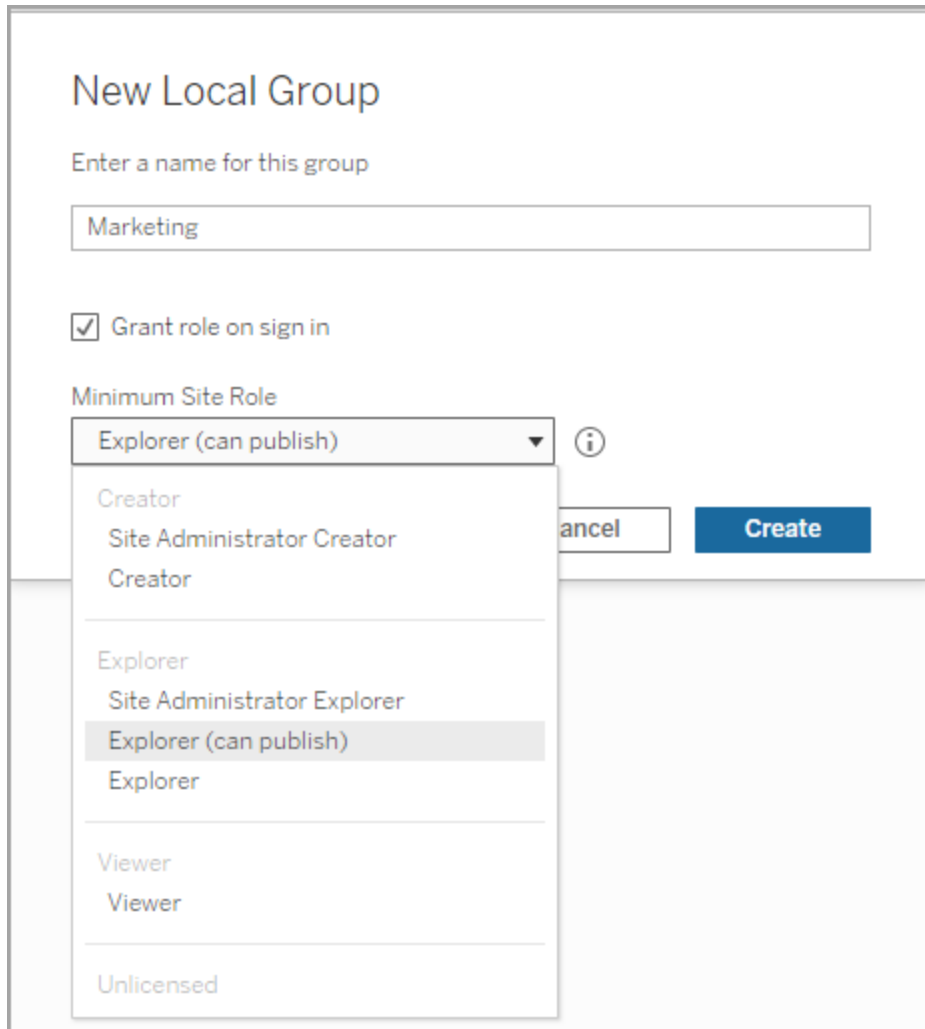 New Local Group
Enter a name for this group
Marketing
Grant role on sign in
Minimum Site Role
Explorer (can publish)
Creator
Site Administrator Creator
Creator
Create
Explorer
Site Administrator Explorer
Explorer (can publish)
Explorer
Viewer
Viewer
Unlicensed